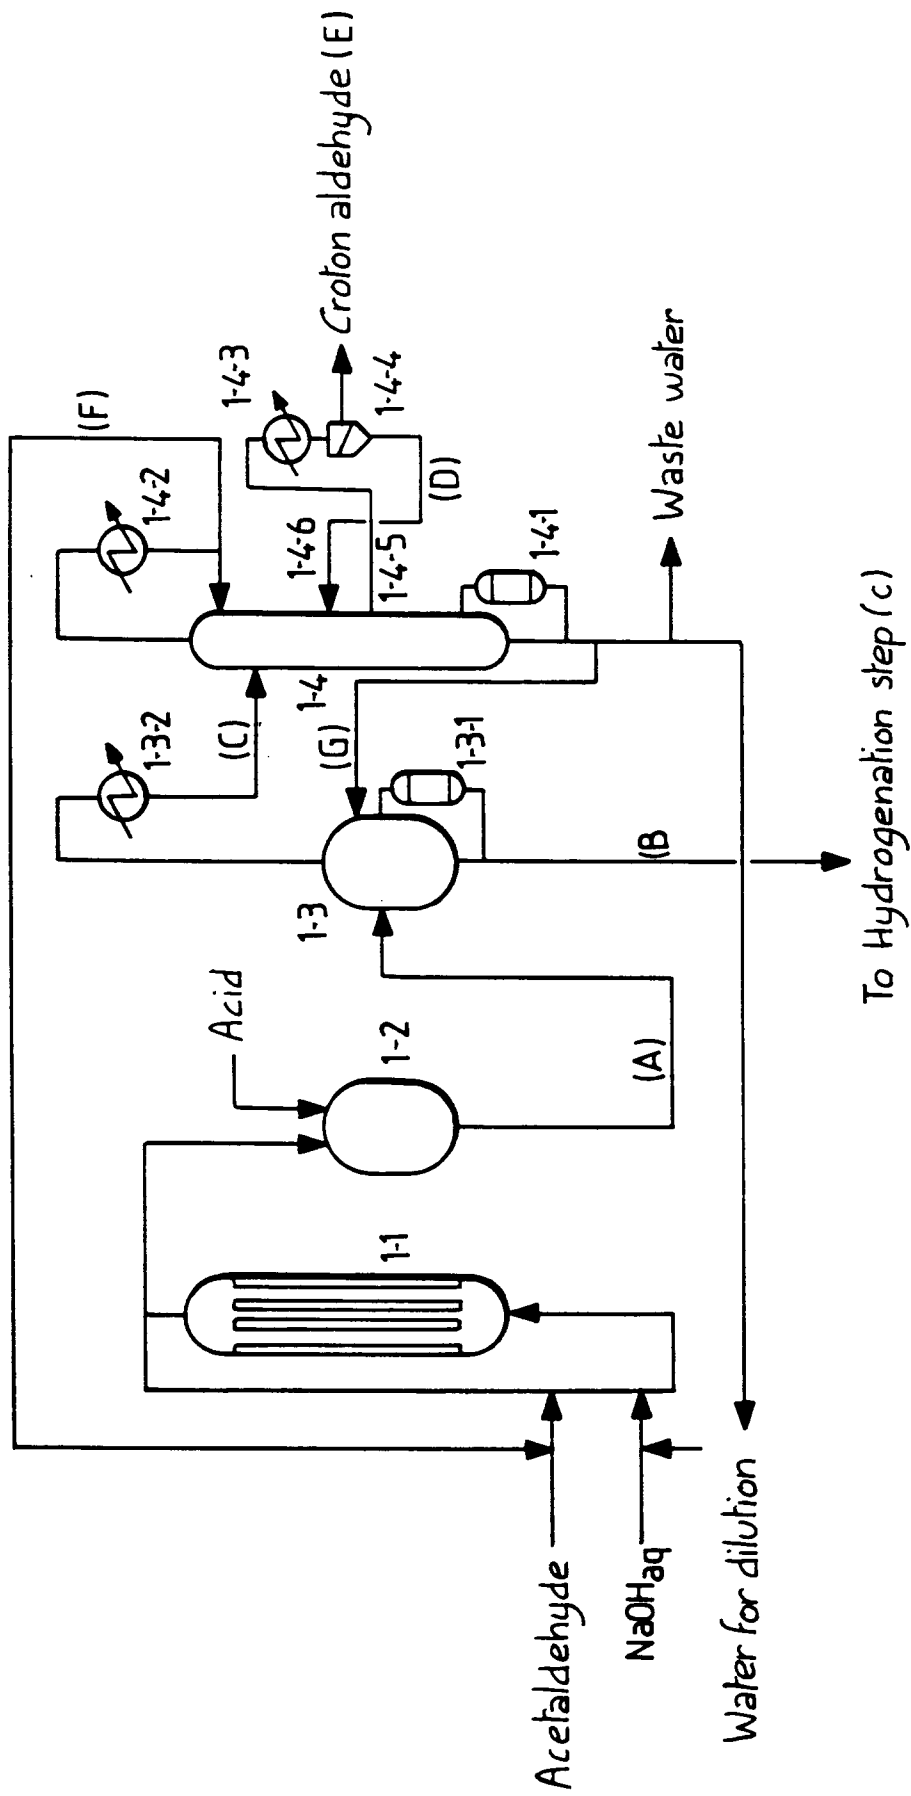 (F)
1-4-2
1-4-3
Croton aldehyde (E)
1-3-2
(C)
1-4
1-4-6
1-4-5
1-4-4
(D)
Acid
1-3
(G)
1-3-1
1-4-1
1-1
1-2
(A)
(B
Waste water
Acetaldehyde
NaOHaq
Water for dilution
To Hydrogenation step (c)